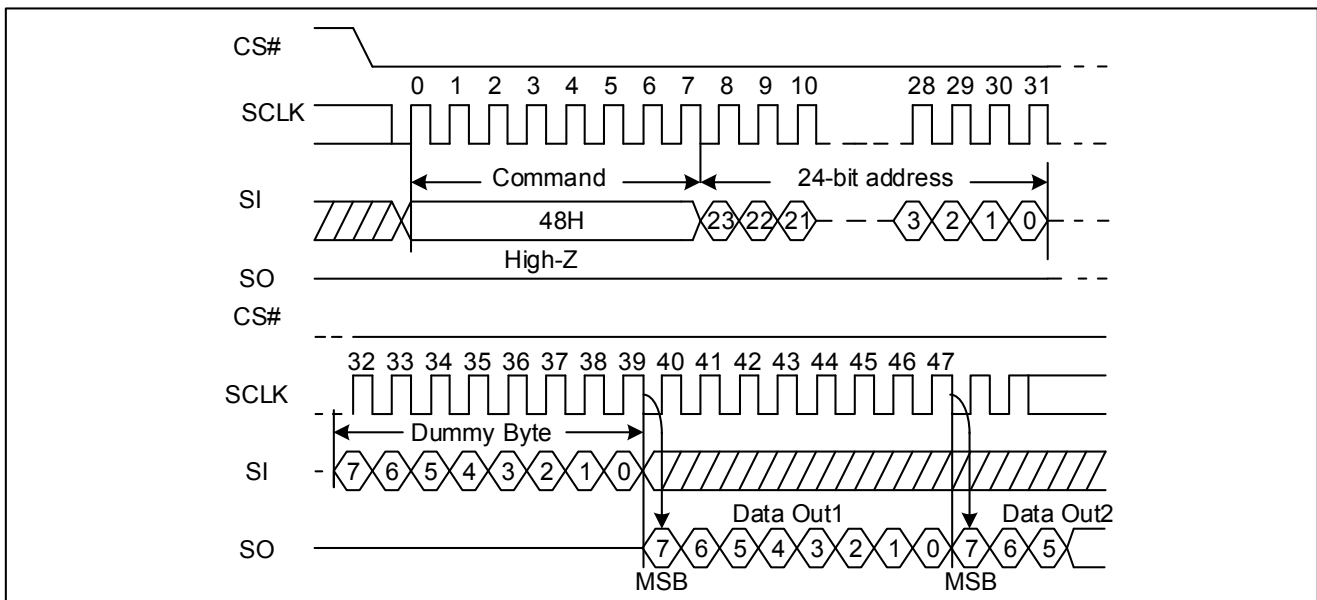 CS#
0 1 2 3 4 5 6 7 8 9 10 28 29 30 31
SCLK
Command 24-bit address
SI
48H 23 22 21 3 2 1 0
High-Z
SO
CS#
32 33 34 35 36 37 38 39 40 41 42 43 44 45 46 47
SCLK
Dummy Byte
SI 7 6 5 4 3 2 1 0
Data Out1 Data Out2
SO 7 6 5 4 3 2 1 0 7 6 5
MSB MSB